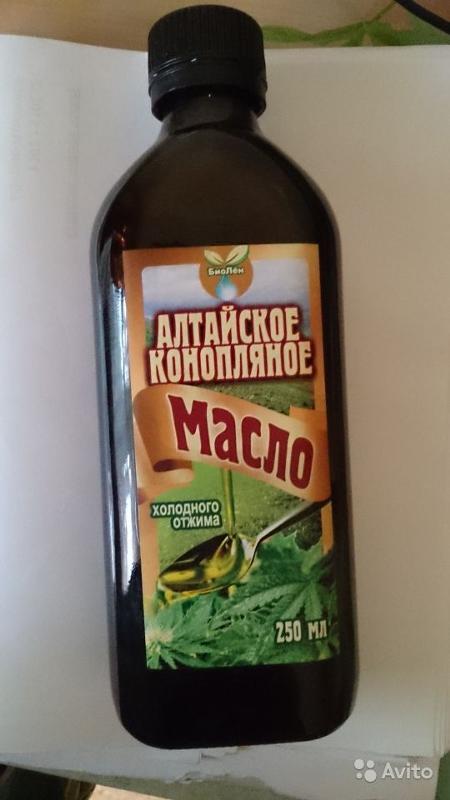 БиоЛён
АЛТАЙСКОЕ
КОНОПЛЯНОЕ
Масло
холодного
отжима
250 мл
Avito